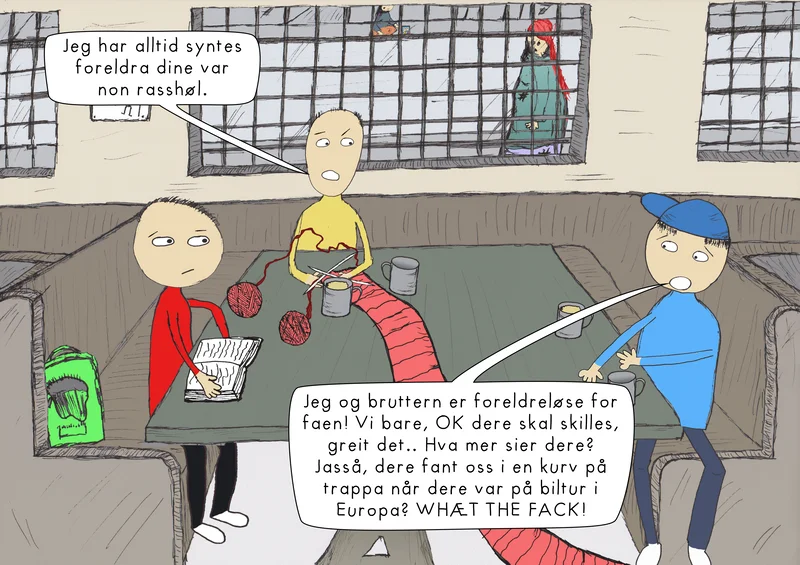 Jeg har alltid syntes
foreldra dine var
non rasshøl.
Jeg og bruttern er foreldreløse for
faen! Vi bare, OK dere skal skilles,
greit det.. Hva mer sier dere?
Jasså, dere fant oss i en kurv på
trappa når dere var på biltur i
Europa? WHÆT THE FACK!